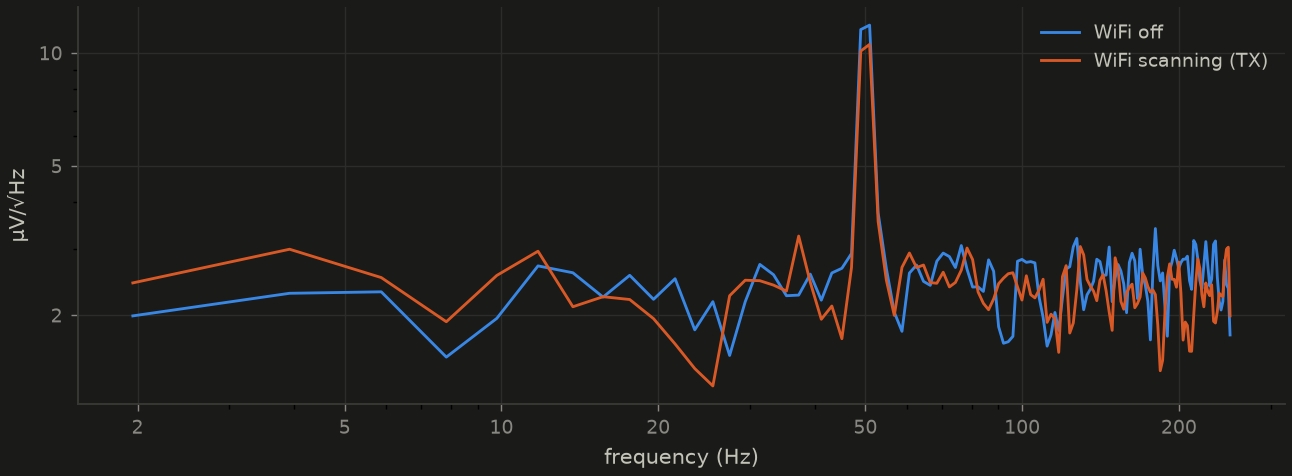 10
5
2
µV/√Hz
WiFi off
WiFi scanning (TX)
2 5 10 20 50 100 200
frequency (Hz)